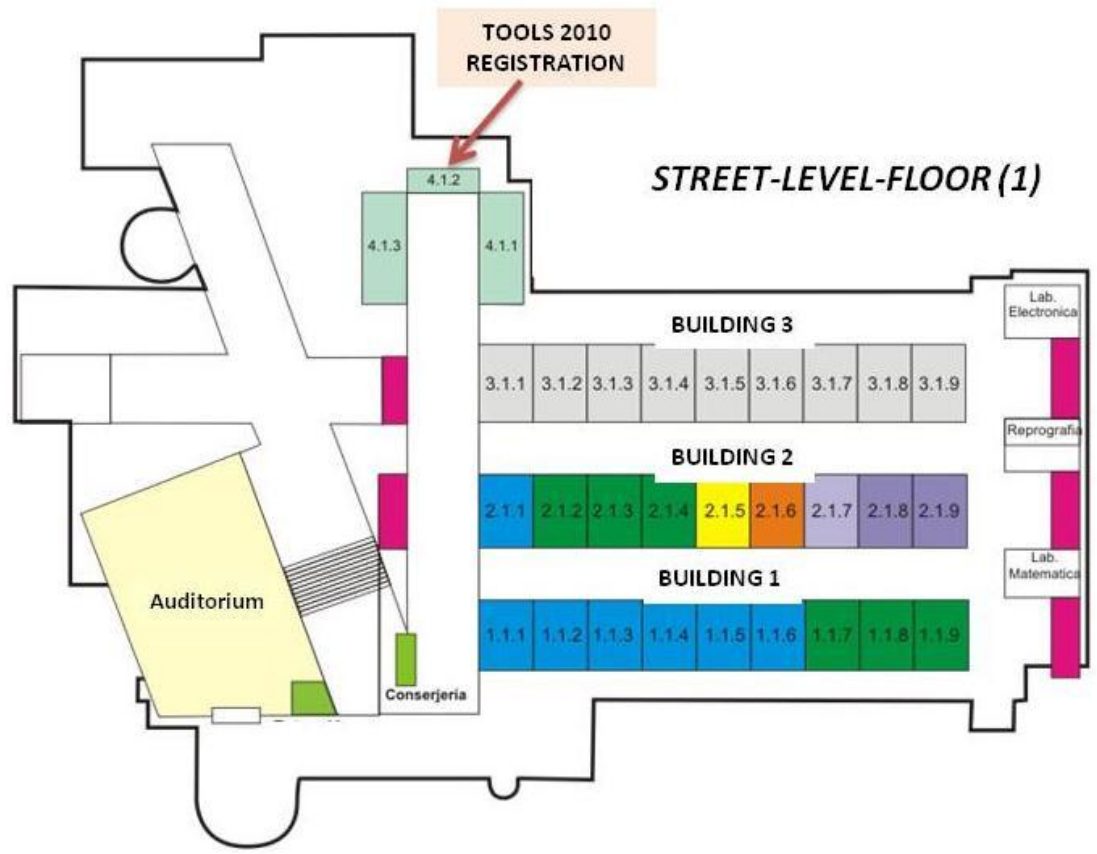 TOOLS 2010
REGISTRATION
STREET-LEVEL-FLOOR (1)
4.1.2
4.1.3
4.1.1
Lab.
Electronica
BUILDING 3
3.1.1 3.1.2 3.1.3 3.1.4 3.1.5 3.1.6 3.1.7 3.1.8 3.1.9
Reprografia
BUILDING 2
2.1.1 2.1.2 2.1.3 2.1.4 2.1.5 2.1.6 2.1.7 2.1.8 2.1.9
Lab.
Matematica
BUILDING 1
Auditorium
1.1.1 1.1.2 1.1.3 1.1.4 1.1.5 1.1.6 1.1.7 1.1.8 1.1.9
Conserjería